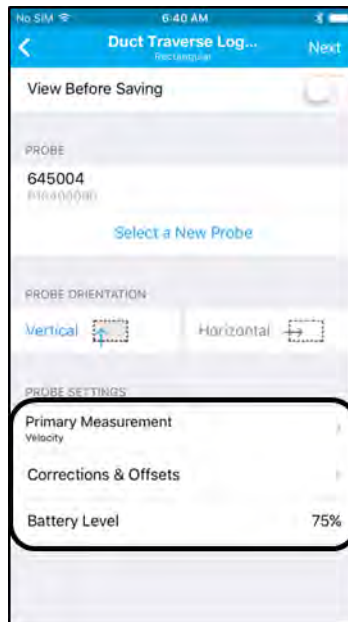 No SIM 6:40 AM
Duct Traverse Log... Next
Rectangular
View Before Saving
PROBE
645004
Select a New Probe
PROBE ORIENTATION
Vertical Horizontal
PROBE SETTINGS
Primary Measurement
Velocity
Corrections & Offsets
Battery Level 75%